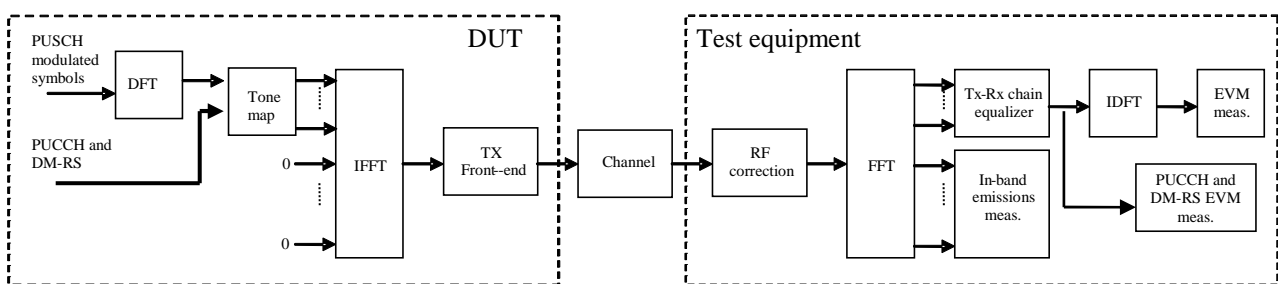 DUT
Test equipment
PUSCH
modulated
symbols
DFT
PUCCH and
DM-RS
Tone
map
0
0
IFFT
TX
Front--end
Channel
RF
correction
FFT
Tx-Rx chain
equalizer
In-band
emissions
meas.
IDFT
EVM
meas.
PUCCH and
DM-RS EVM
meas.